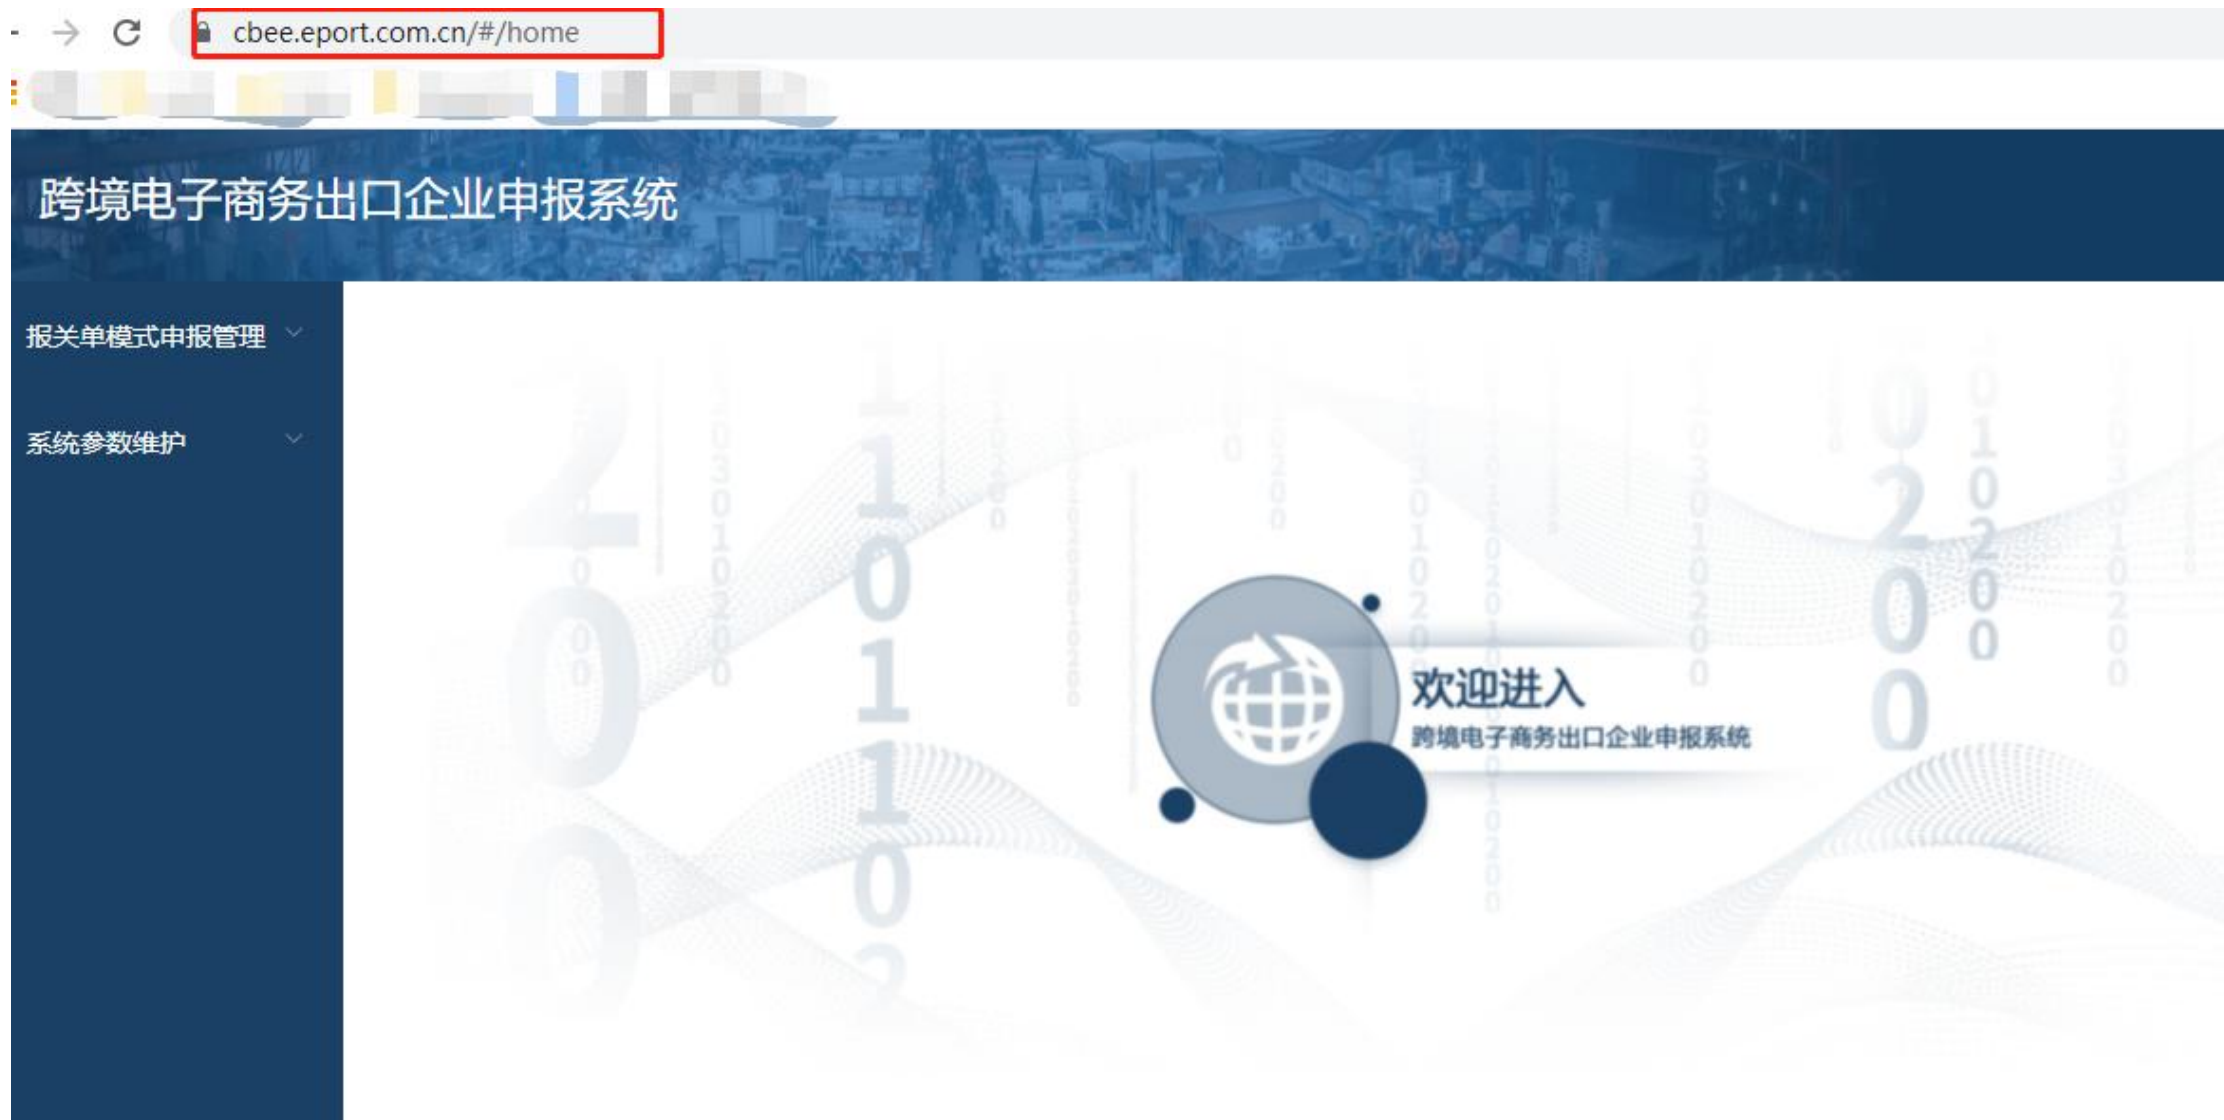 cbee.eport.com.cn/#/home
跨境电子商务出口企业申报系统
报关单模式申报管理
系统参数维护
欢迎进入
跨境电子商务出口企业申报系统